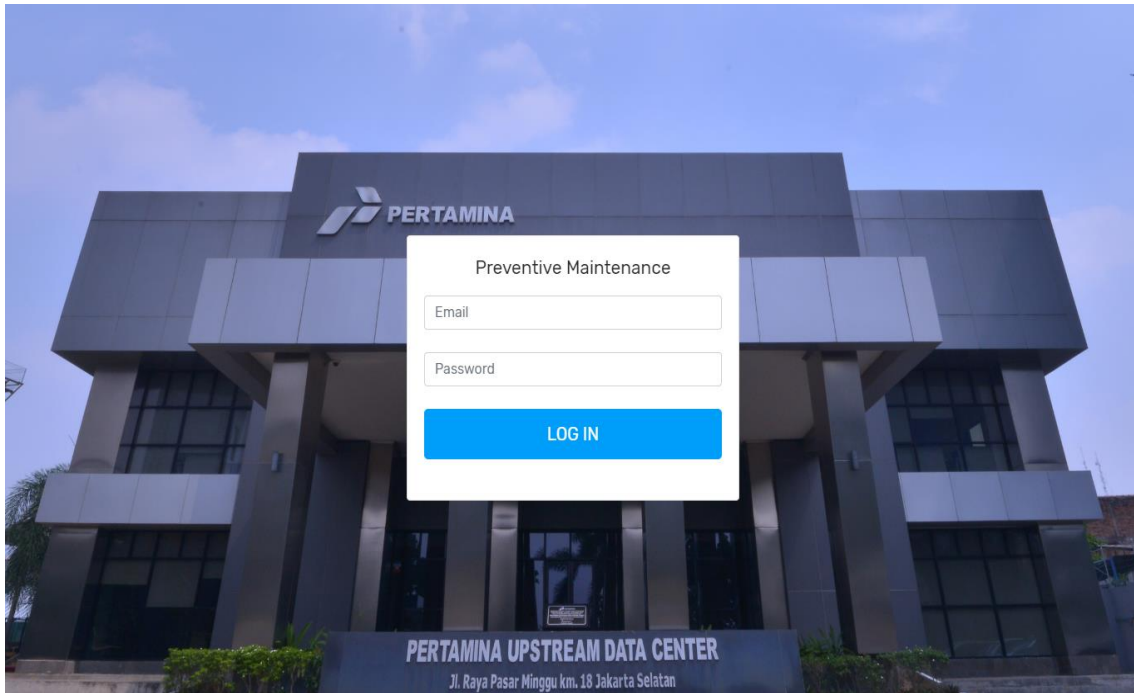 PERTAMINA
Preventive Maintenance
Email
Password
LOG IN
PERTAMINA UPSTREAM DATA CENTER
Jl. Raya Pasar Minggu km. 18 Jakarta Selatan